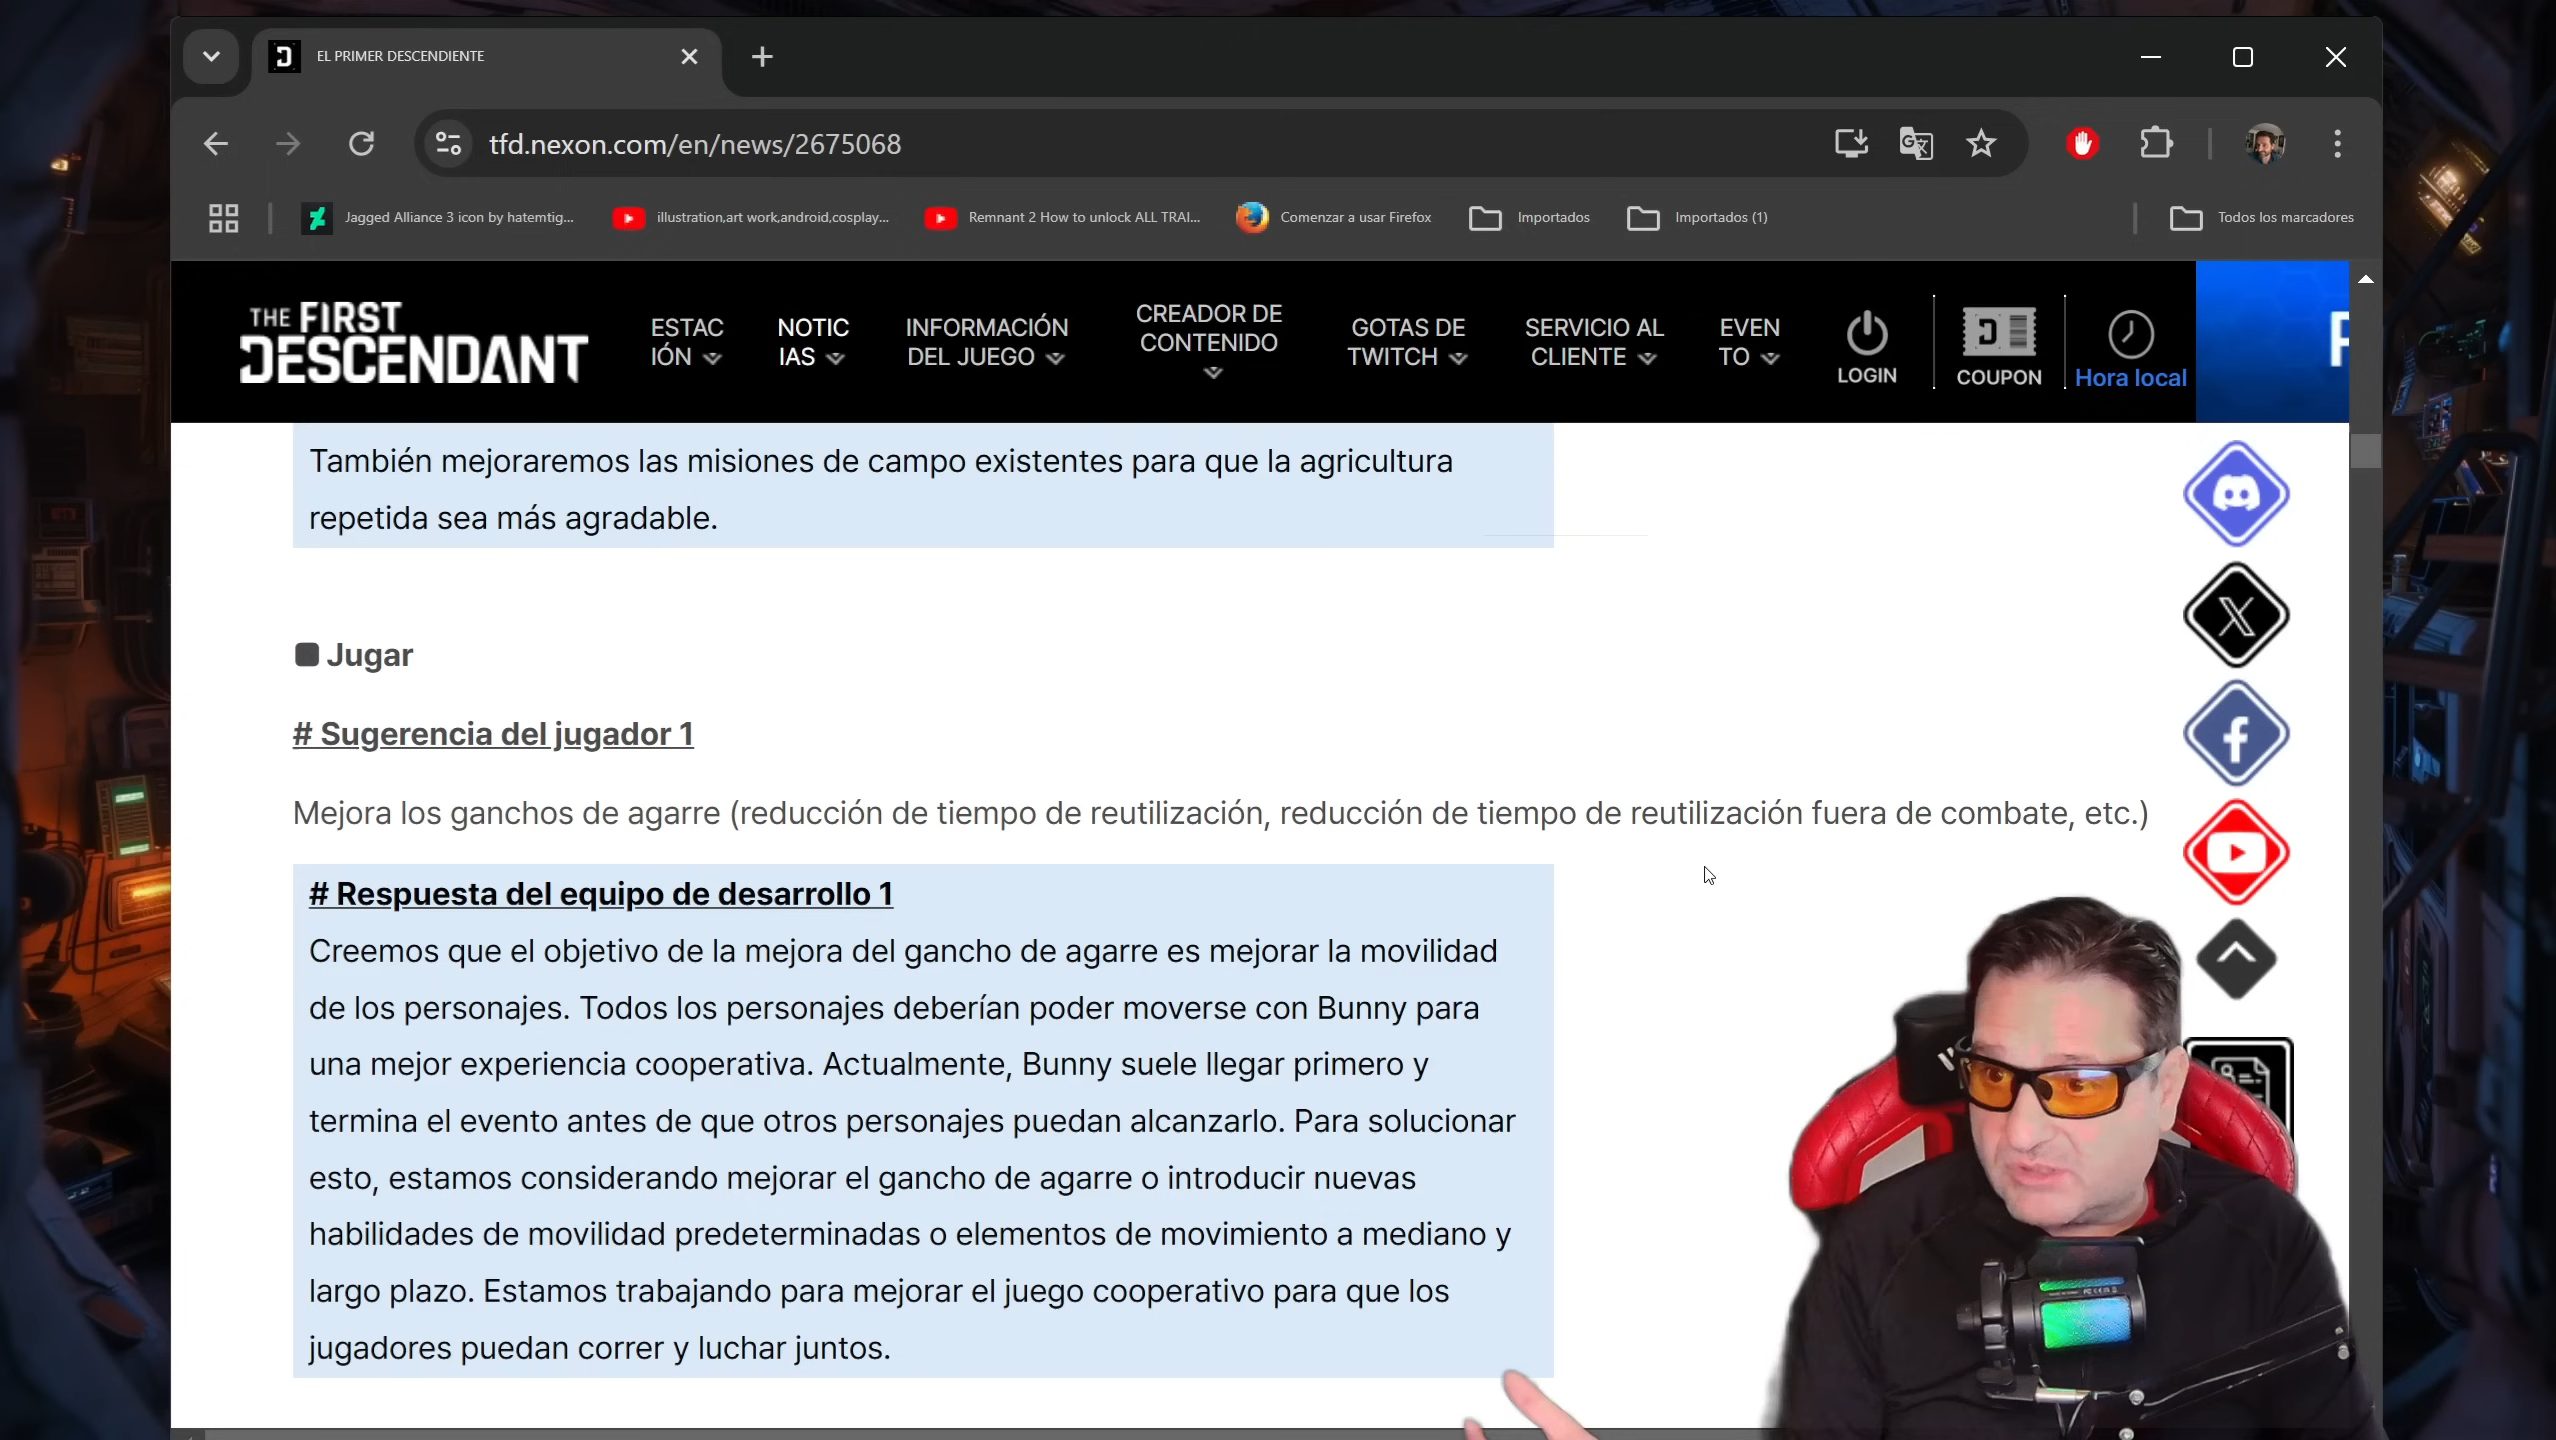 EL PRIMER DESCENDIENTE
tfd.nexon.com/en/news/2675068
Jagged Alliance 3 icon by hatemtig...
illustration,art work,android,cosplay...
Remnant 2 How to unlock ALL TRAI...
Comenzar a usar Firefox
Importados
Importados (1)
Todos los marcadores
THE FIRST
DESCENDANT
ESTAC
IÓN
NOTIC
IAS
INFORMACIÓN
DEL JUEGO
CREADOR DE
CONTENIDO
GOTAS DE
TWITCH
SERVICIO AL
CLIENTE
EVEN
TO
LOGIN
COUPON
Hora local
También mejoraremos las misiones de campo existentes para que la agricultura
repetida sea más agradable.
Jugar
# Sugerencia del jugador 1
Mejora los ganchos de agarre (reducción de tiempo de reutilización, reducción de tiempo de reutilización fuera de combate, etc.)
# Respuesta del equipo de desarrollo 1
Creemos que el objetivo de la mejora del gancho de agarre es mejorar la movilidad
de los personajes. Todos los personajes deberían poder moverse con Bunny para
una mejor experiencia cooperativa. Actualmente, Bunny suele llegar primero y
termina el evento antes de que otros personajes puedan alcanzarlo. Para solucionar
esto, estamos considerando mejorar el gancho de agarre o introducir nuevas
habilidades de movilidad predeterminadas o elementos de movimiento a mediano y
largo plazo. Estamos trabajando para mejorar el juego cooperativo para que los
jugadores puedan correr y luchar juntos.